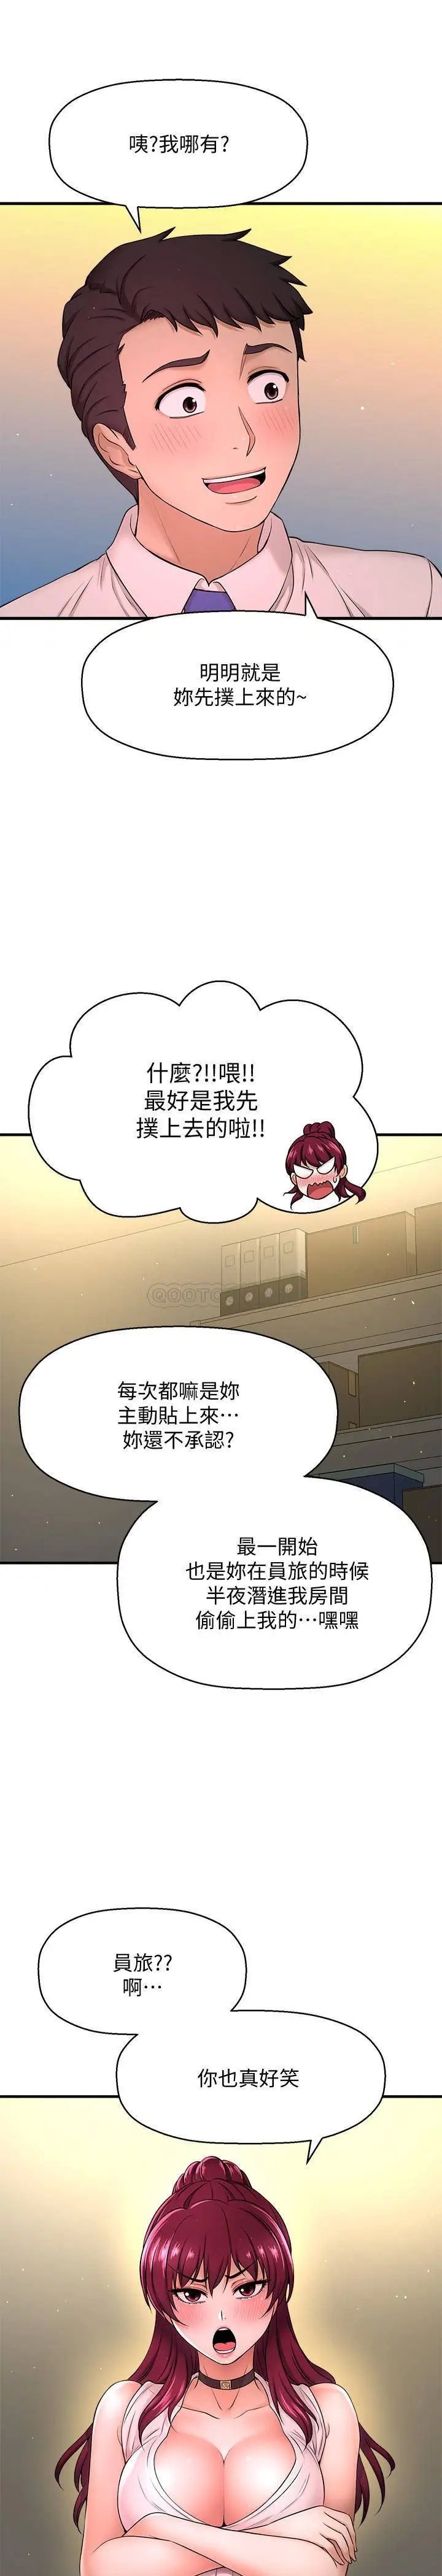 咦?我哪有?
明明就是
妳先撲上來的~
什麼?!!喂!!
最好是我先
撲上去的啦!!
QOOTOO
每次都嘛是妳
主動貼上來⋯
妳還不承認?
最一開始
也是妳在員旅的時候
半夜潛進我房間
偷偷上我的⋯嘿嘿
員旅??
啊⋯
你也真好笑